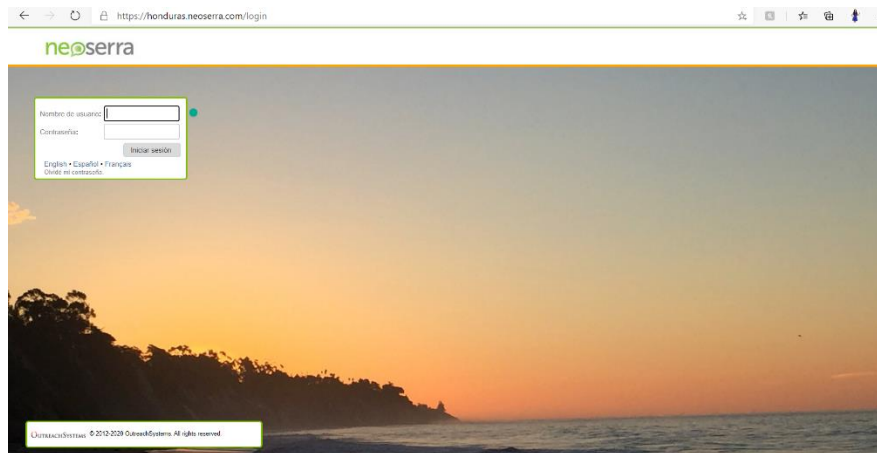 https://honduras.neoserra.com/login
neoserra
Nombre de usuario:
Contraseña:
Iniciar sesión
English • Español • Français
Olvidé mi contraseña.
OutreachSystems © 2012-2020 OutreachSystems. All rights reserved.